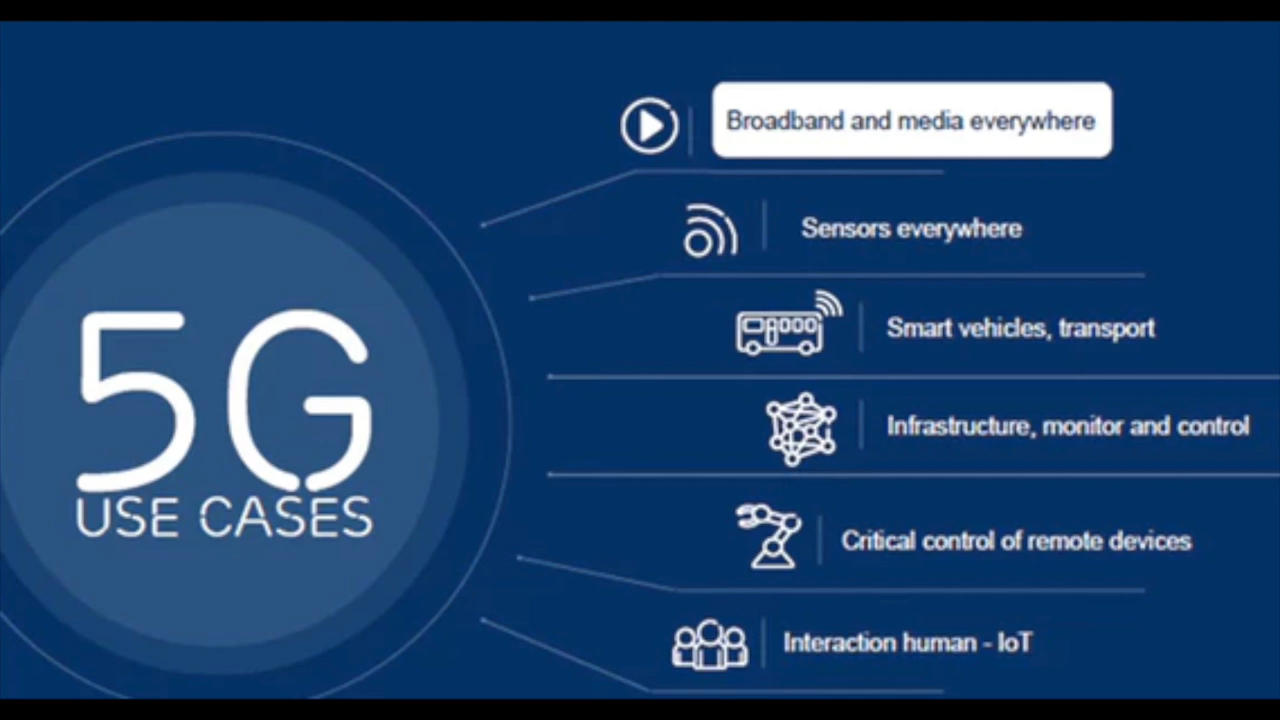 5G
USE CASES
Broadband and media everywhere
Sensors everywhere
Smart vehicles, transport
Infrastructure, monitor and control
Critical control of remote devices
Interaction human - IoT